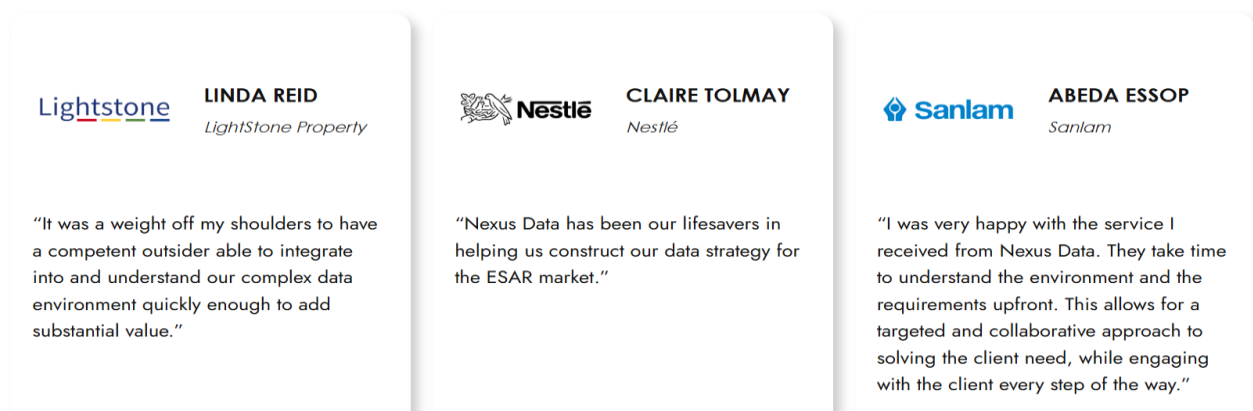 Lightstone
LINDA REID
LightStone Property
“It was a weight off my shoulders to have
a competent outsider able to integrate
into and understand our complex data
environment quickly enough to add
substantial value.”
Nestlé
CLAIRE TOLMAY
Nestlé
“Nexus Data has been our lifesavers in
helping us construct our data strategy for
the ESAR market.”
Sanlam
ABEDA ESSOP
Sanlam
“I was very happy with the service I
received from Nexus Data. They take time
to understand the environment and the
requirements upfront. This allows for a
targeted and collaborative approach to
solving the client need, while engaging
with the client every step of the way.”